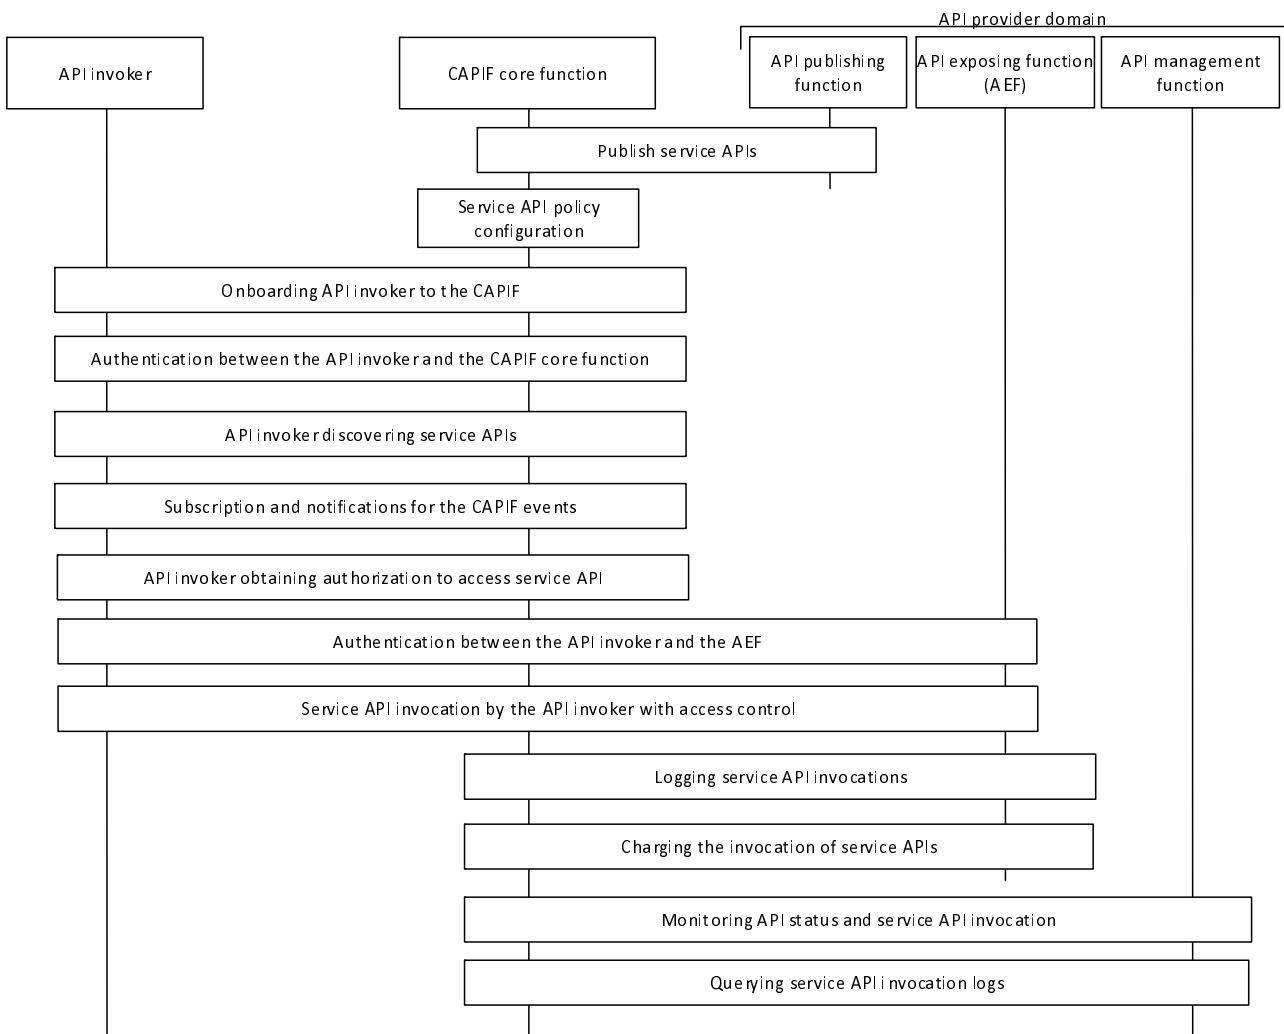 API provider domain
API invoker
CAPIF core function
API publishing
function
API exposing function
(AEF)
API management
function
Publish service APIs
Service API policy
configuration
Onboarding API invoker to the CAPIF
Authentication between the API invoker and the CAPIF core function
API invoker discovering service APIs
Subscription and notifications for the CAPIF events
API invoker obtaining authorization to access service API
Authentication between the API invoker and the AEF
Service API invocation by the API invoker with access control
Logging service API invocations
Charging the invocation of service APIs
Monitoring API status and service API invocation
Querying service API invocation logs